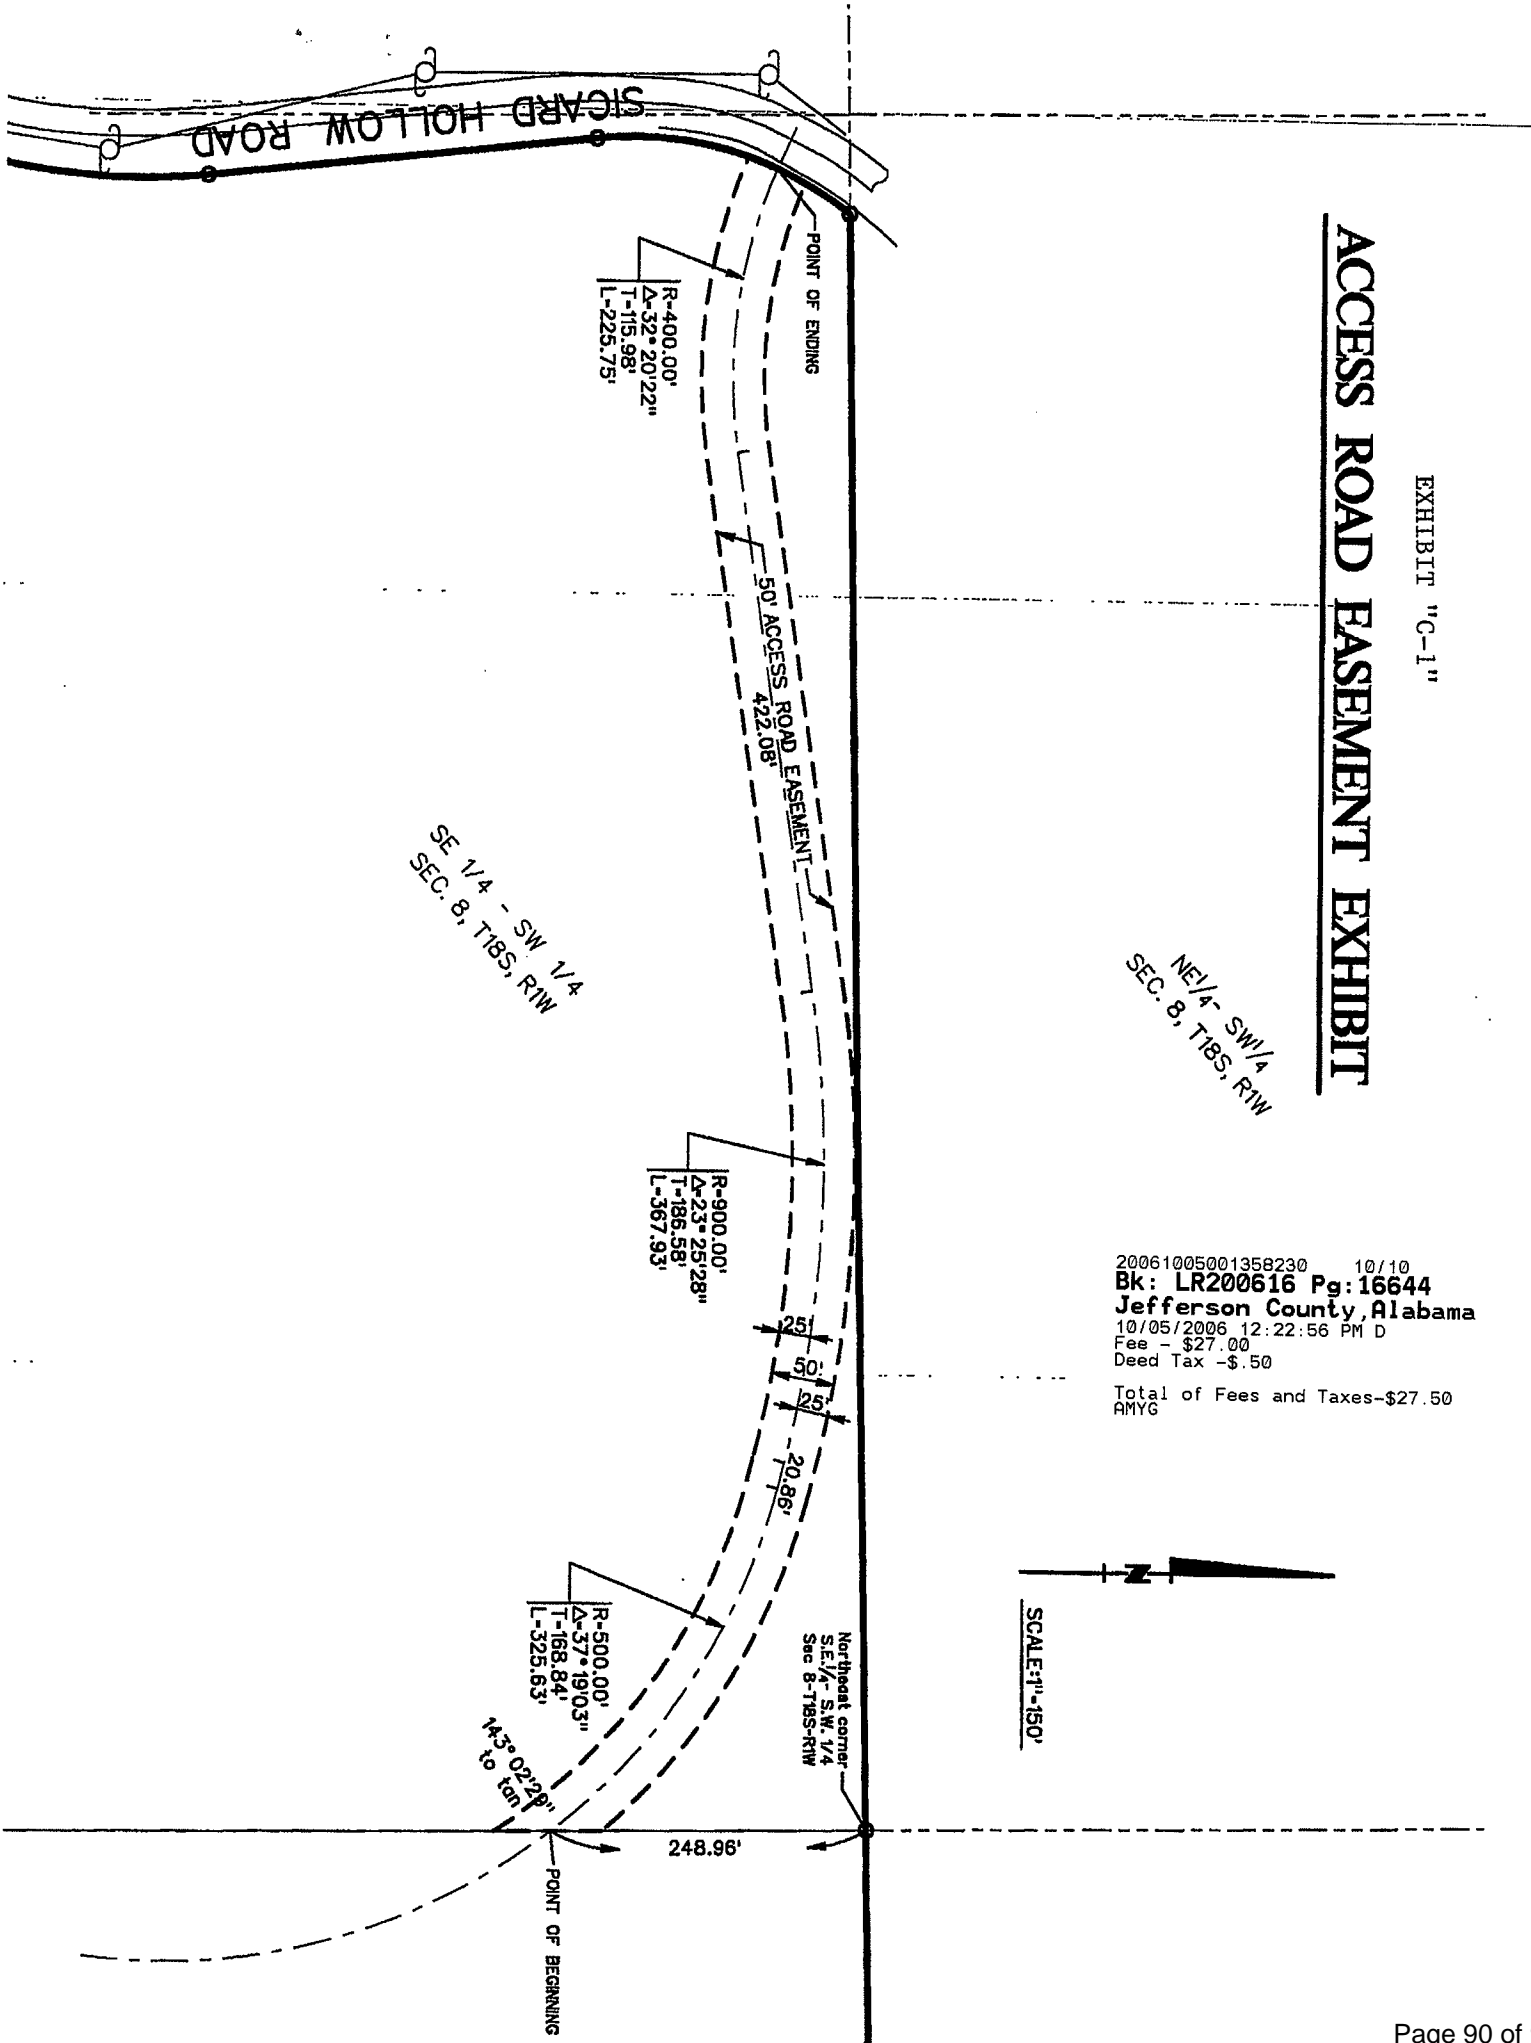 EXHIBIT "C-1"
ACCESS ROAD EASEMENT EXHIBIT
SICARD HOLLOW ROAD
POINT OF ENDING
R=400.00'
Δ=32° 20'22"
T=115.98'
L=225.75'
50' ACCESS ROAD EASEMENT
422.08'
SE 1/4 - SW 1/4
SEC. 8, T18S, R1W
NE1/4- SW1/4
SEC. 8, T18S, R1W
R=900.00'
Δ=23° 25'28"
T=186.58'
L=367.93'
20061005001358230 10/10
Bk: LR200616 Pg:16644
Jefferson County,Alabama
10/05/2006 12:22:56 PM D
Fee - $27.00
Deed Tax -$.50
Total of Fees and Taxes-$27.50
AMYG
25'
50'
25'
20.86'
R=500.00'
Δ=37° 19'03"
T=168.84'
L=325.63'
N
SCALE:1"=150'
Northeast corner
S.E.1/4- S.W. 1/4
Sec 8-T18S-R1W
143° 02'29"
to tan
248.96'
POINT OF BEGINNING
Page 90 of